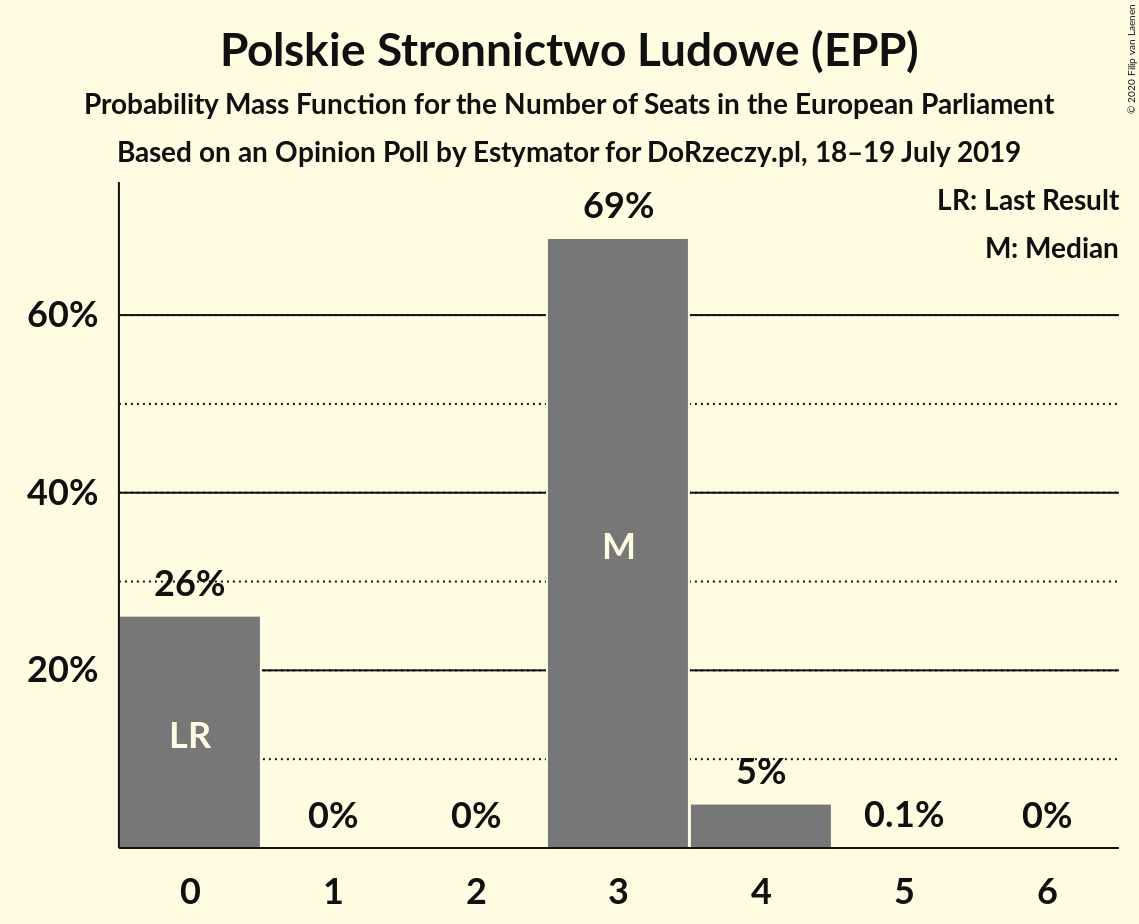 Polskie Stronnictwo Ludowe (EPP)
Probability Mass Function for the Number of Seats in the European Parliament
Based on an Opinion Poll by Estymator for DoRzeczy.pl, 18–19 July 2019
© 2020 Filip van Laenen
LR: Last Result
M: Median
69%
60%
40%
M
26%
20%
LR
5%
0% 0% 0.1% 0%
0 1 2 3 4 5 6